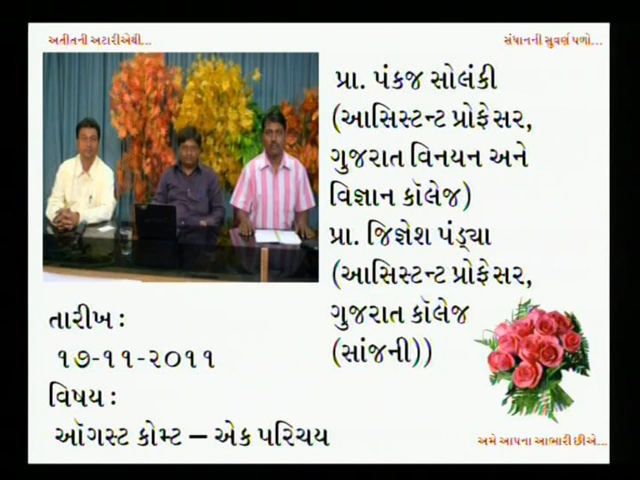 અતીતની અટારીએથી...
સંધાનની સુવર્ણ પળો...
પ્રા. પંકજ સોલંકી
(આસિસ્ટન્ટ પ્રોફેસર,
ગુજરાત વિનયન અને
વિજ્ઞાન કૉલેજ)
પ્રા. જિજ્ઞેશ પંડ્યા
(આસિસ્ટન્ટ પ્રોફેસર,
ગુજરાત કૉલેજ
(સાંજની))
તારીખ :
૧૭-૧૧-૨૦૧૧
વિષય :
ઑગસ્ટ કોમ્ટ – એક પરિચય
અમે આપના આભારી છીએ...